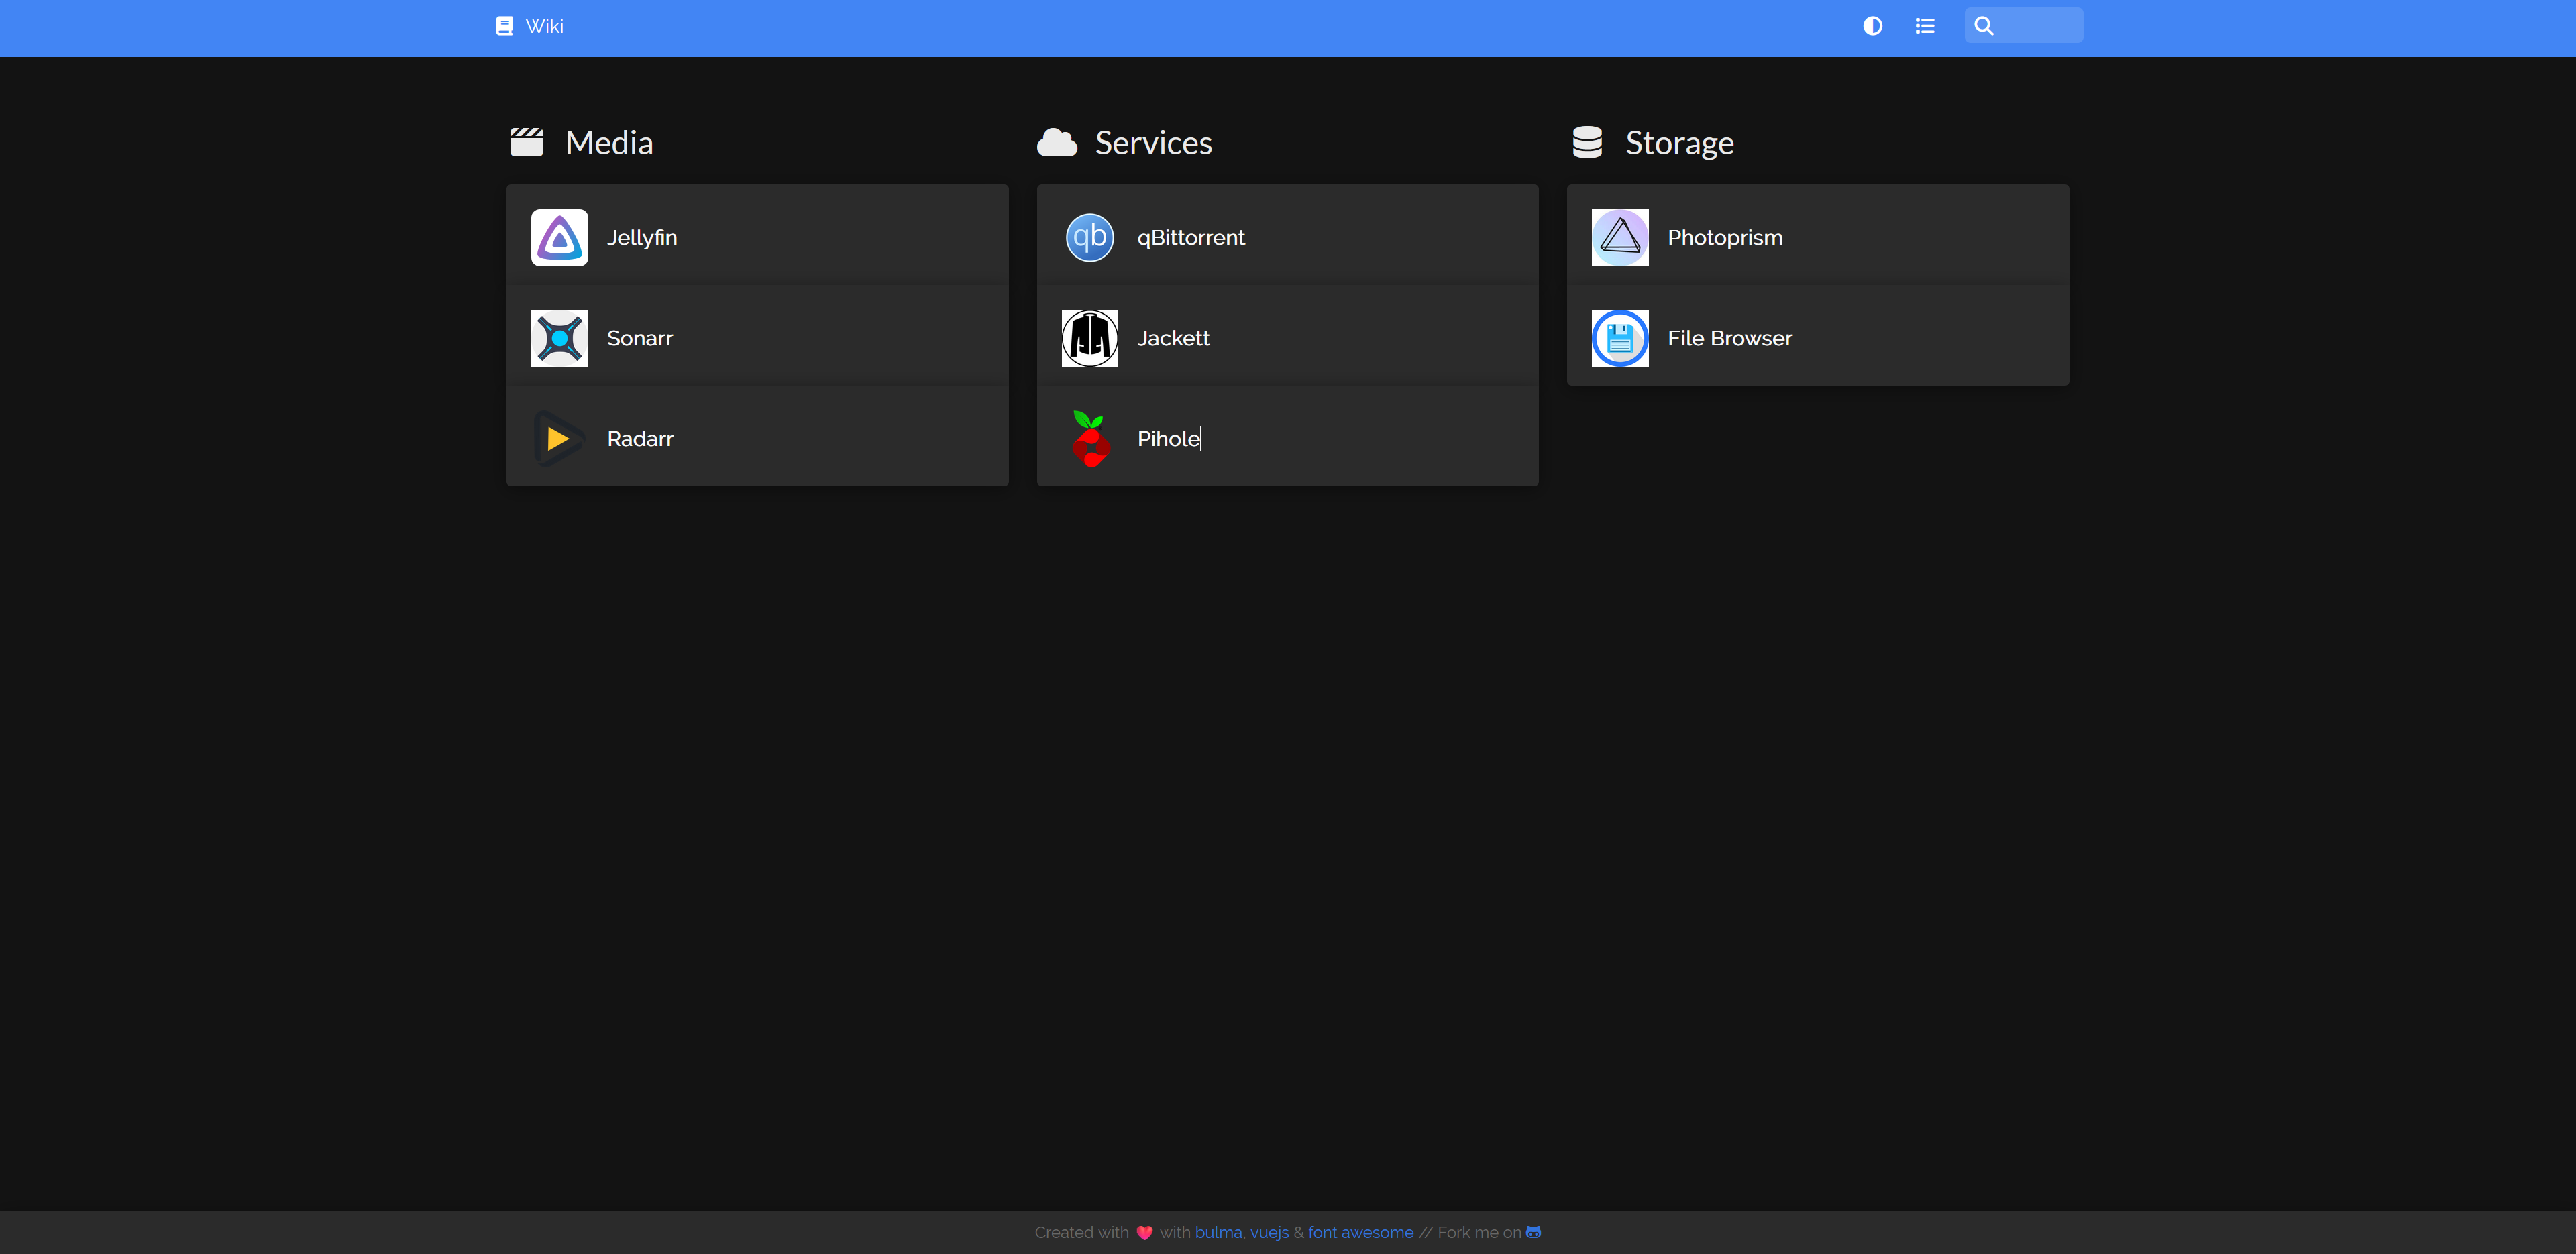 Wiki
Media
Jellyfin
Sonarr
Radarr
Services
qb qBittorrent
Jackett
Pihole
Storage
Photoprism
File Browser
Created with ❤️ with bulma, vuejs & font awesome // Fork me on